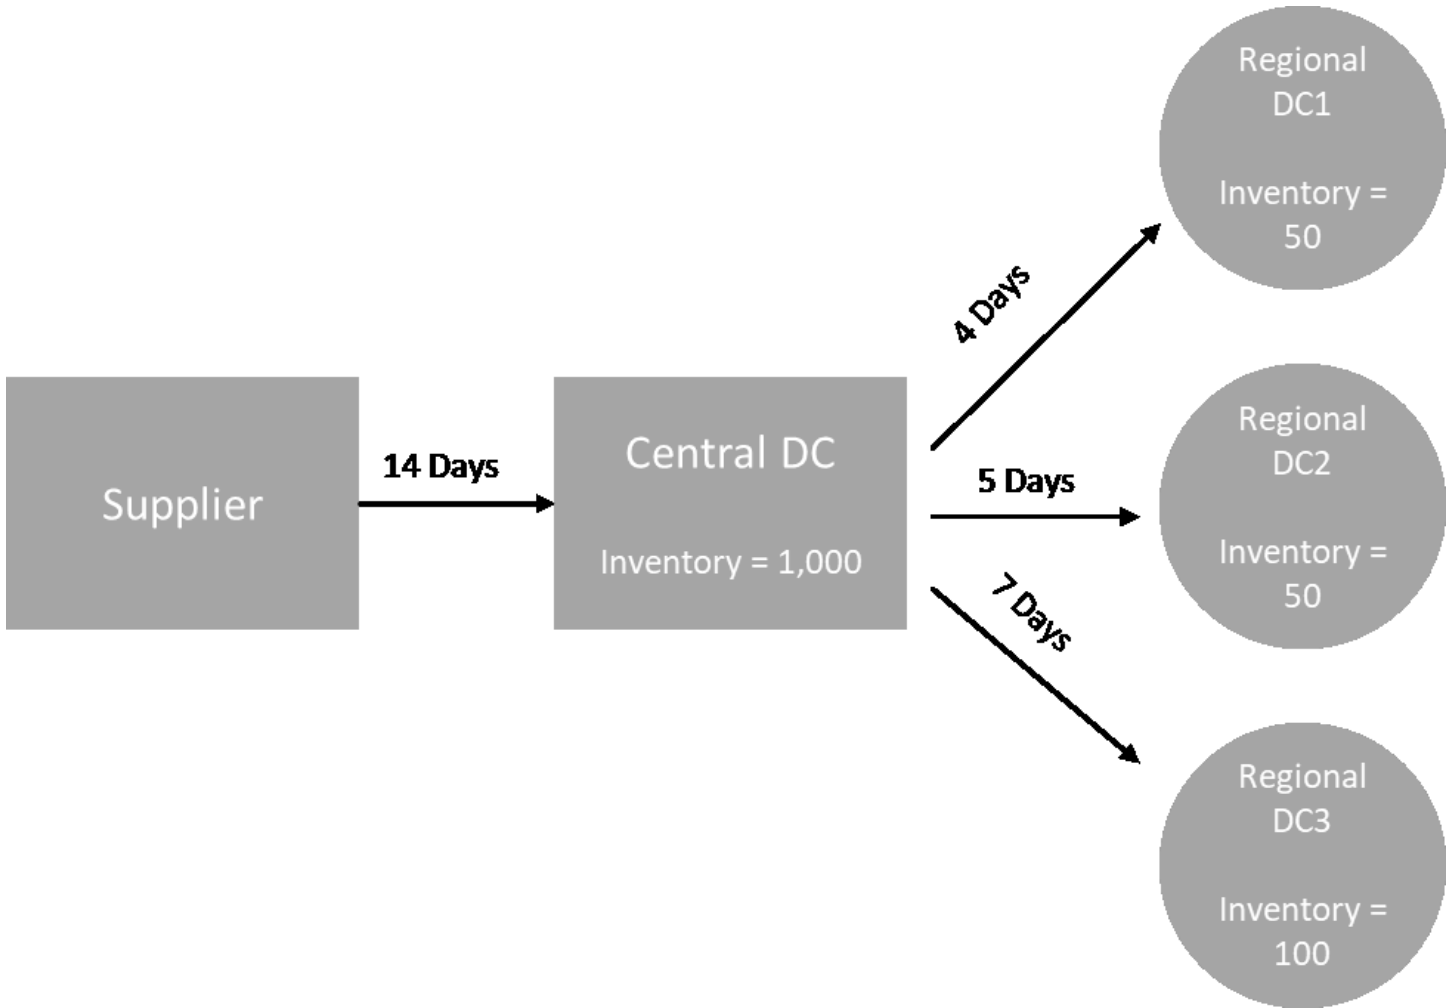 Supplier
14 Days
Central DC
Inventory = 1,000
4 Days
5 Days
7 Days
Regional
DC1
Inventory =
50
Regional
DC2
Inventory =
50
Regional
DC3
Inventory =
100